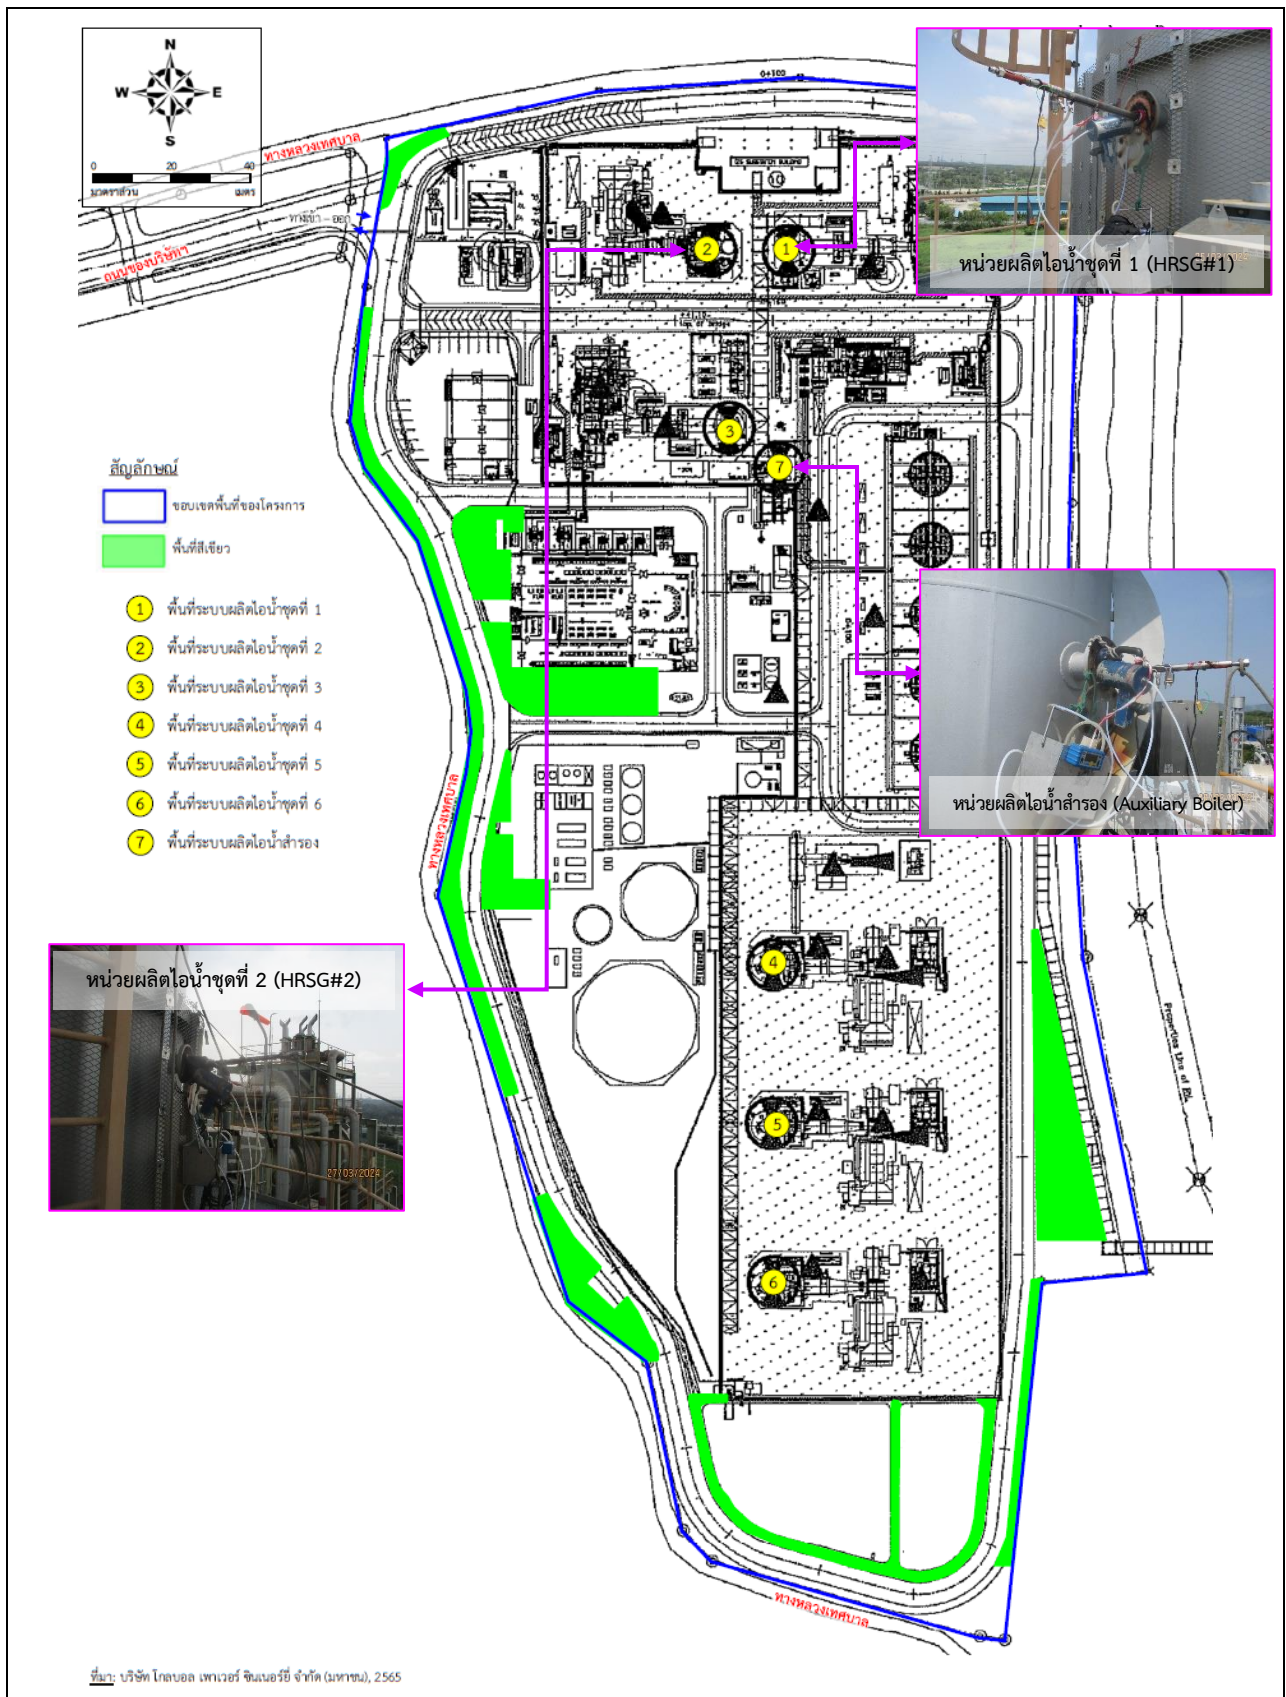 N
W E
S
0 20 40
มาตราส่วน เมตร
ทางหลวงเทศบาล
ทางเข้า – ออก
ถนนของบริษัทฯ
0+100
หน่วยผลิตไอน้ำชุดที่ 1 (HRSG#1)
2
1
3
7
สัญลักษณ์
ขอบเขตพื้นที่ของโครงการ
พื้นที่สีเขียว
1 พื้นที่ระบบผลิตไอน้ำชุดที่ 1
2 พื้นที่ระบบผลิตไอน้ำชุดที่ 2
3 พื้นที่ระบบผลิตไอน้ำชุดที่ 3
4 พื้นที่ระบบผลิตไอน้ำชุดที่ 4
5 พื้นที่ระบบผลิตไอน้ำชุดที่ 5
6 พื้นที่ระบบผลิตไอน้ำชุดที่ 6
7 พื้นที่ระบบผลิตไอน้ำสำรอง
หน่วยผลิตไอน้ำสำรอง (Auxiliary Boiler)
ทางหลวงเทศบาล
หน่วยผลิตไอน้ำชุดที่ 2 (HRSG#2)
27/03/2024
4
5
6
ทางหลวงเทศบาล
ที่มา: บริษัท โกลบอล เพาเวอร์ ซินเนอร์ยี่ จำกัด (มหาชน), 2565